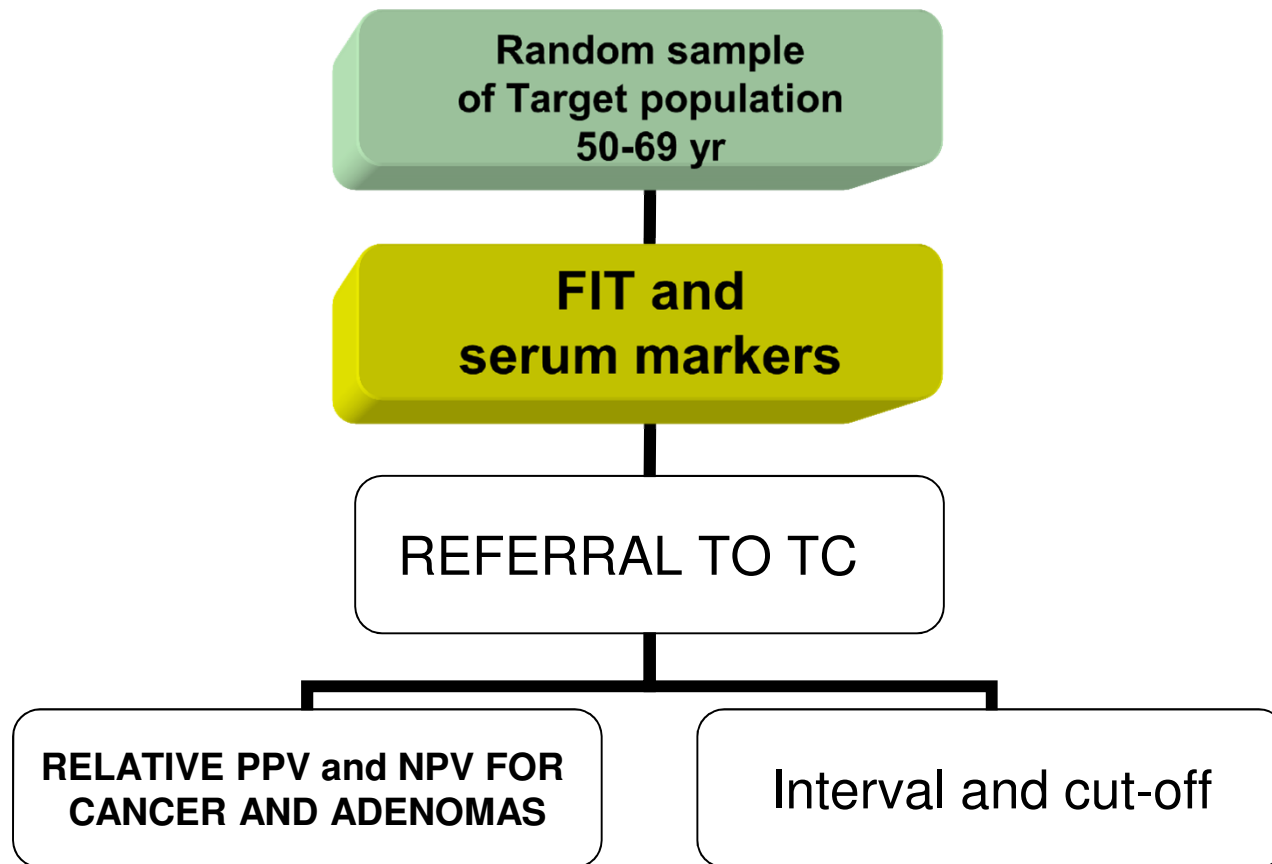 Random sample
of Target population
50-69 yr
FIT and
serum markers
REFERRAL TO TC
RELATIVE PPV and NPV FOR
CANCER AND ADENOMAS
Interval and cut-off